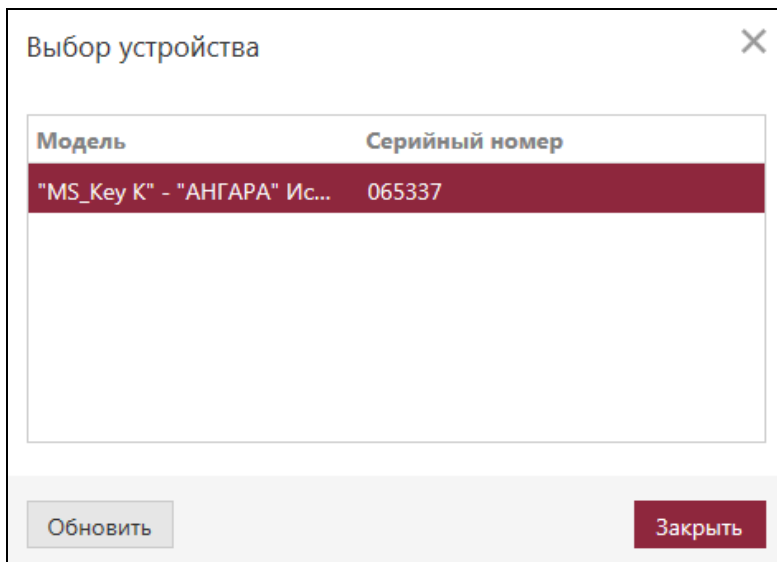 Выбор устройства
Модель Серийный номер
"MS_Key K" - "АНГАРА" Ис... 065337
Обновить Закрыть